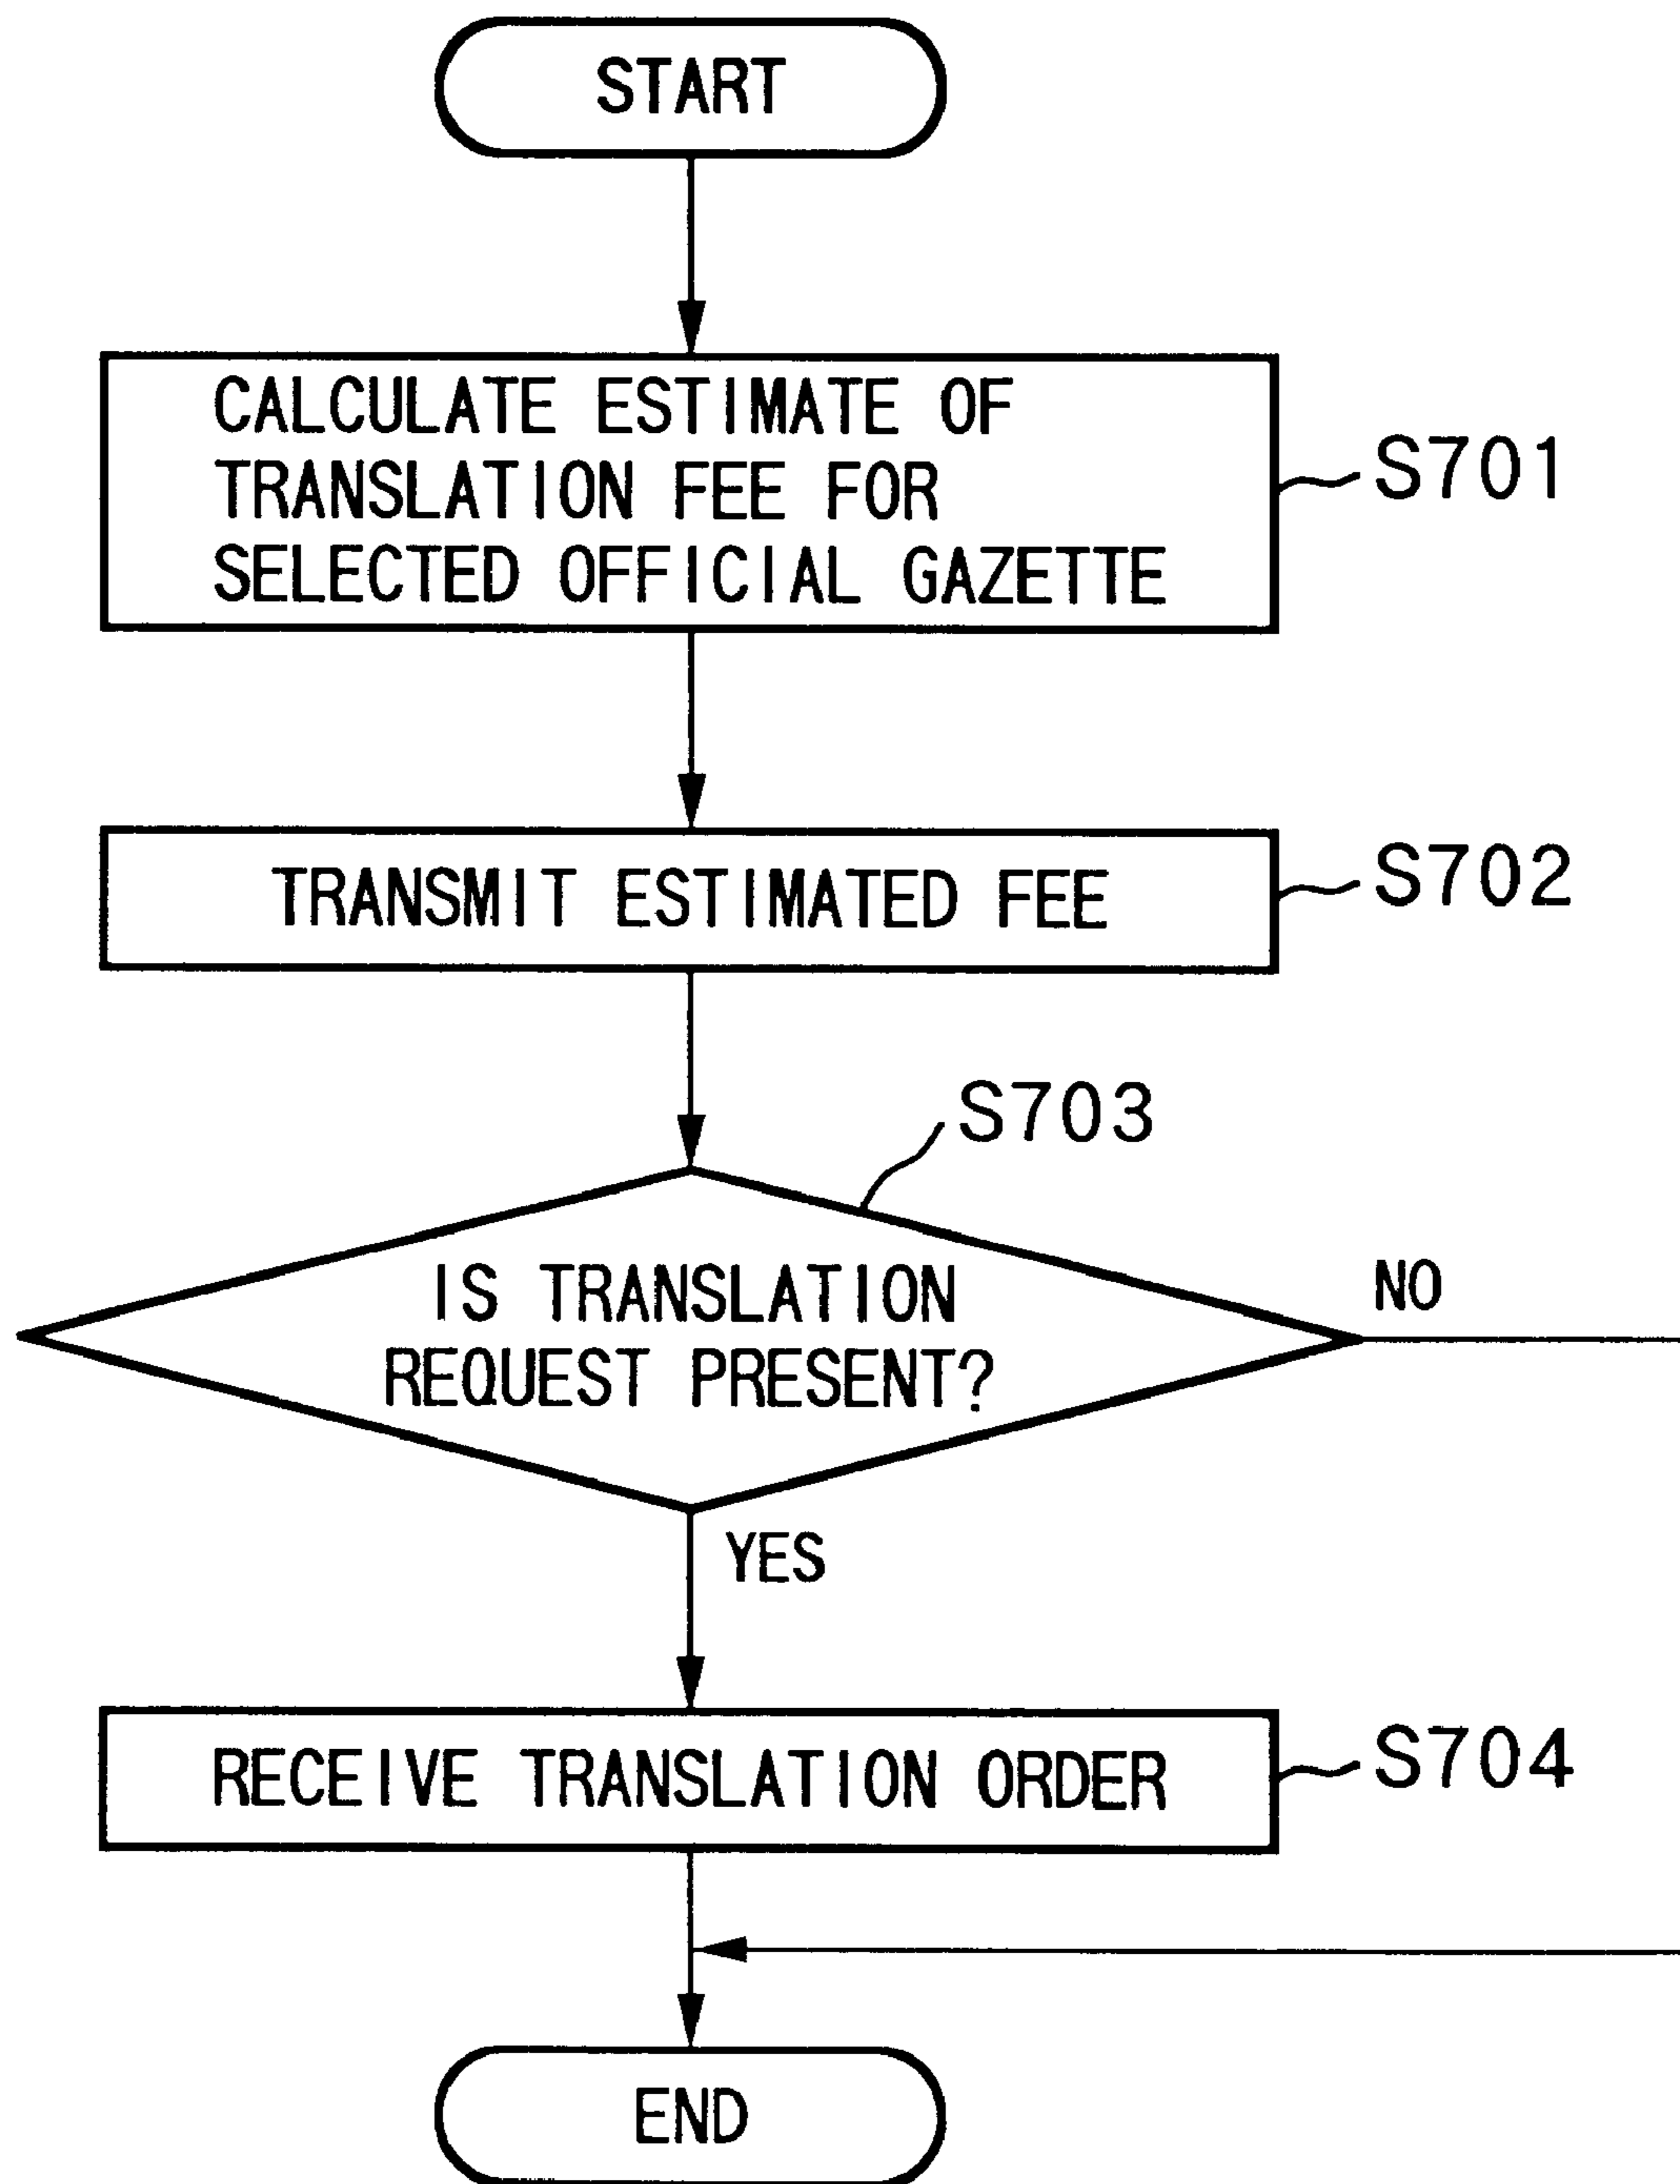 START
CALCULATE ESTIMATE OF
TRANSLATION FEE FOR
SELECTED OFFICIAL GAZETTE
S701
TRANSMIT ESTIMATED FEE
S702
S703
IS TRANSLATION
REQUEST PRESENT?
NO
YES
RECEIVE TRANSLATION ORDER
S704
END